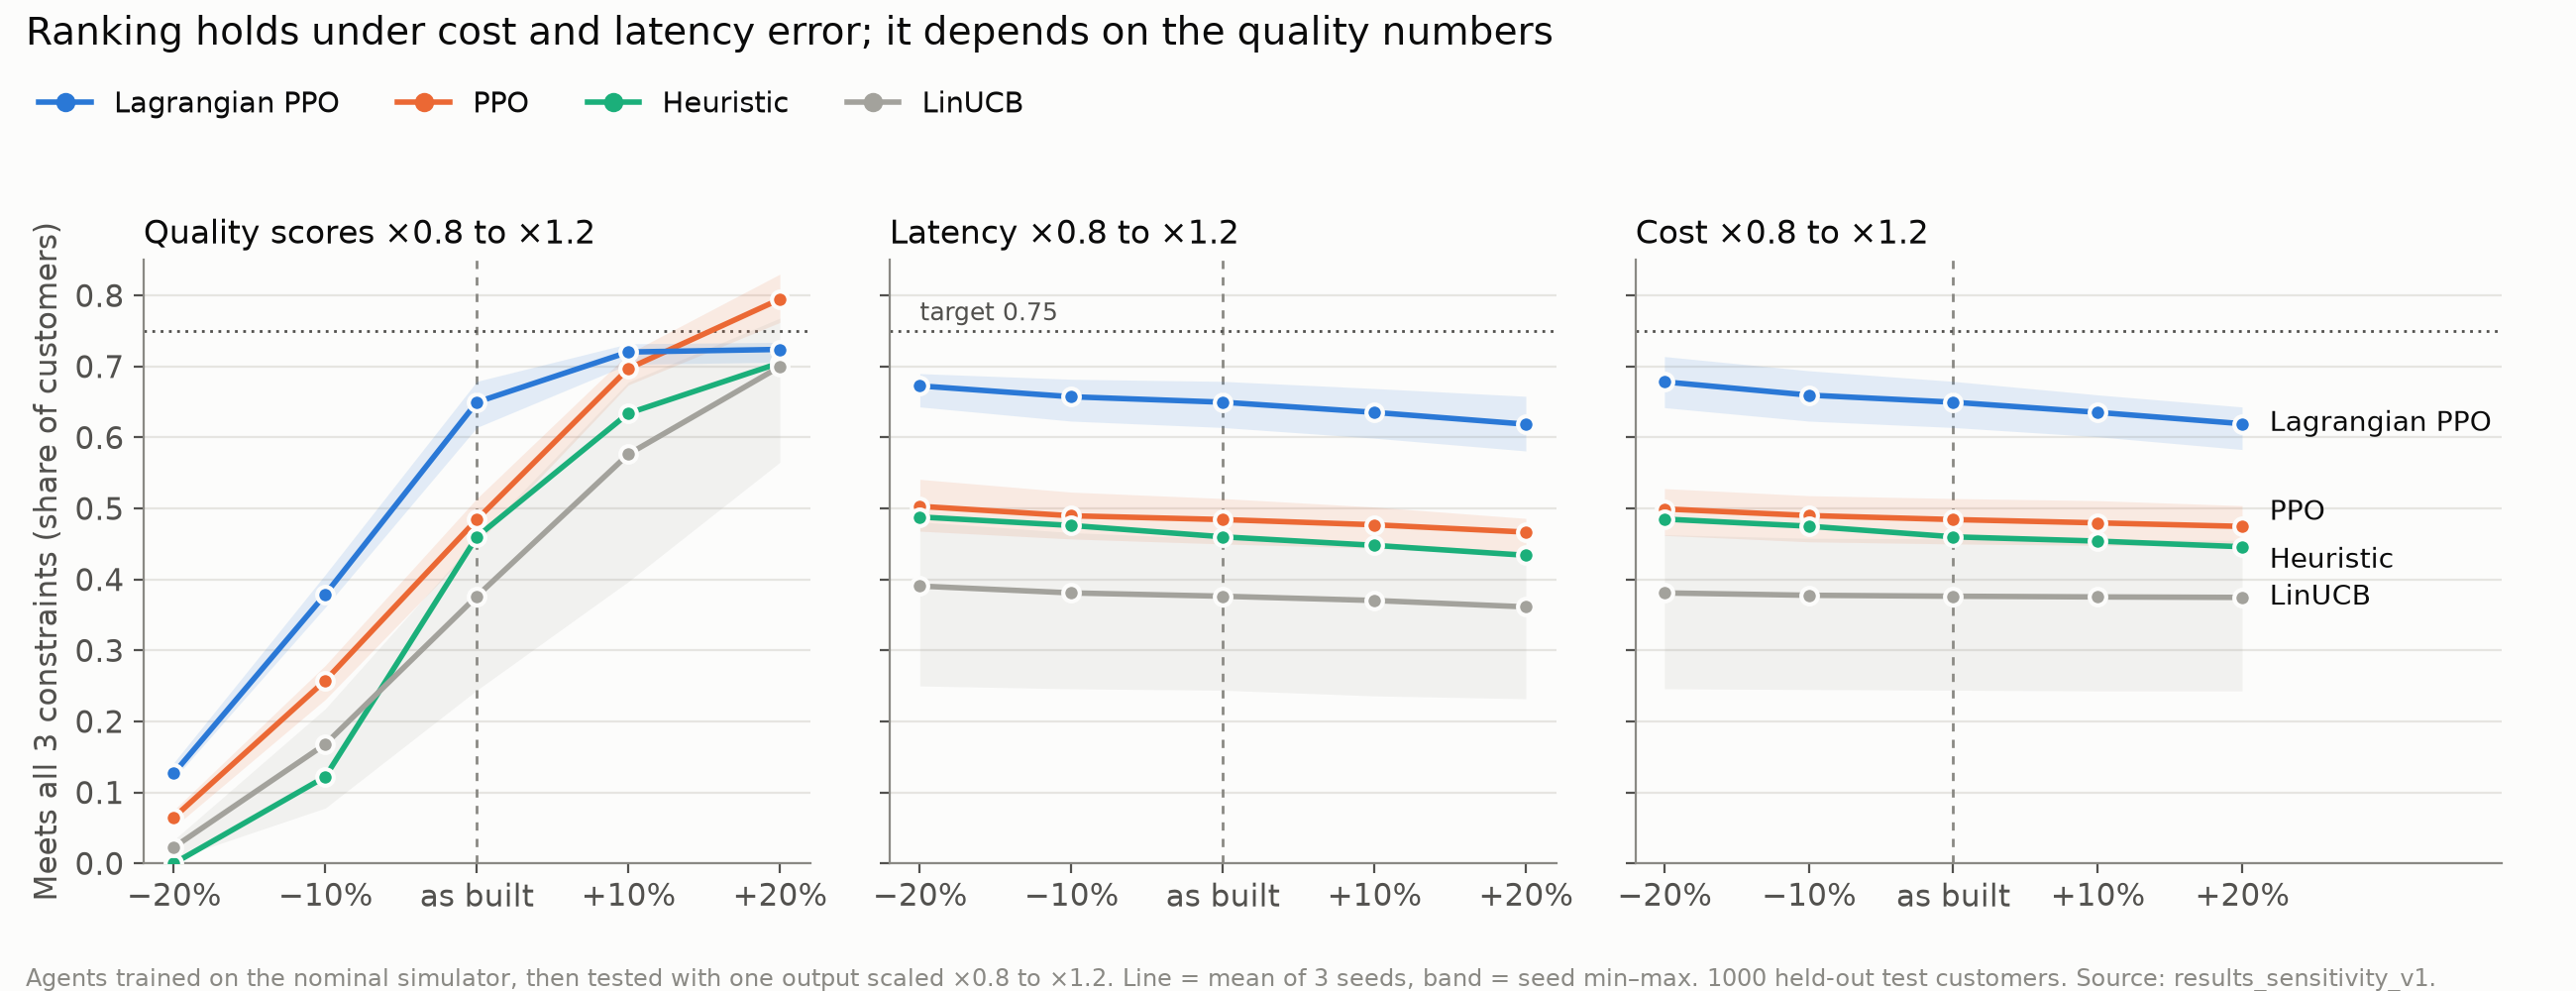 Ranking holds under cost and latency error; it depends on the quality numbers
Lagrangian PPO PPO Heuristic LinUCB
Meets all 3 constraints (share of customers)
Quality scores ×0.8 to ×1.2
0.8
0.7
0.6
0.5
0.4
0.3
0.2
0.1
0.0
−20% −10% as built +10% +20%
Latency ×0.8 to ×1.2
target 0.75
−20% −10% as built +10% +20%
Cost ×0.8 to ×1.2
Lagrangian PPO
PPO
Heuristic
LinUCB
−20% −10% as built +10% +20%
Agents trained on the nominal simulator, then tested with one output scaled ×0.8 to ×1.2. Line = mean of 3 seeds, band = seed min–max. 1000 held-out test customers. Source: results_sensitivity_v1.